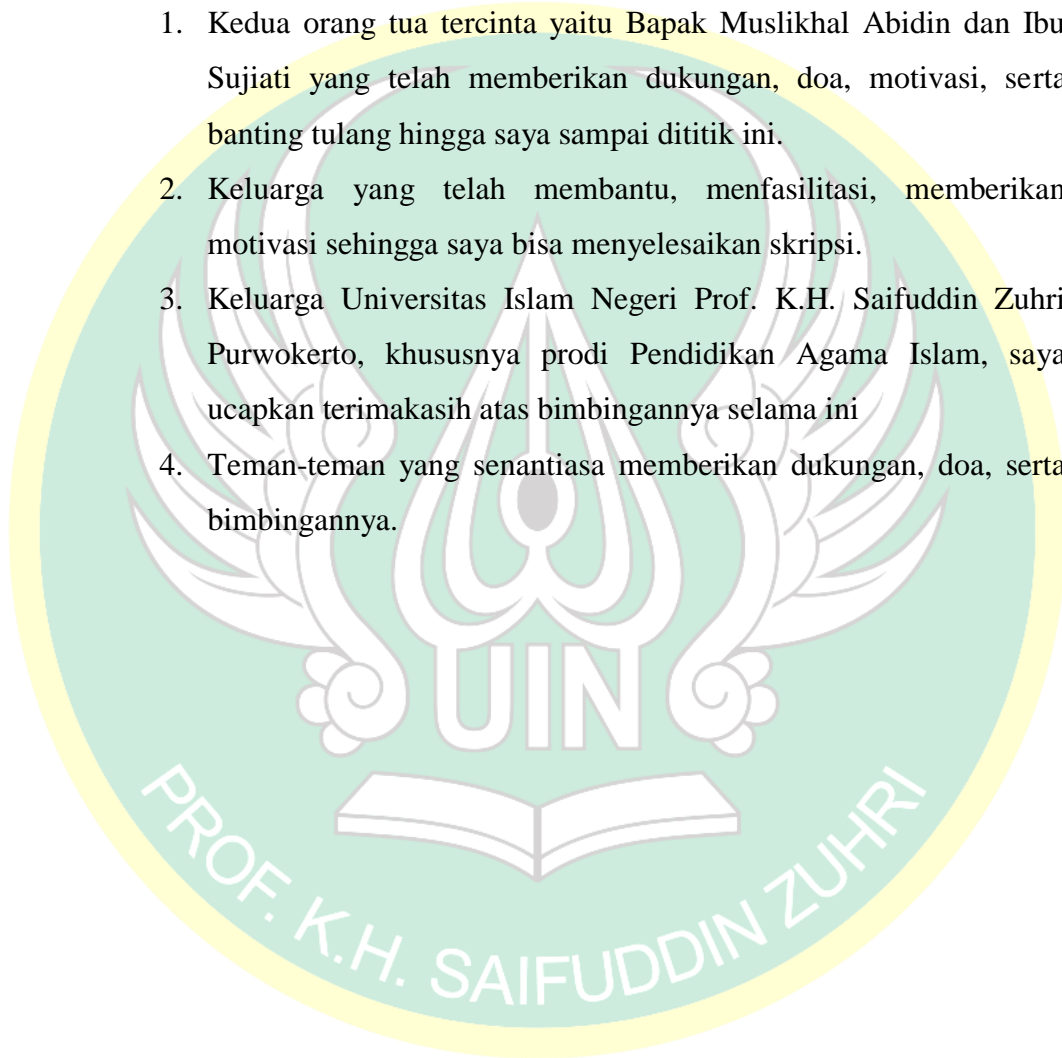 1. Kedua orang tua tercinta yaitu Bapak Muslikhal Abidin dan Ibu
Sujiati yang telah memberikan dukungan, doa, motivasi, serta
banting tulang hingga saya sampai dititik ini.
2. Keluarga yang telah membantu, menfasilitasi, memberikan
motivasi sehingga saya bisa menyelesaikan skripsi.
3. Keluarga Universitas Islam Negeri Prof. K.H. Saifuddin Zuhri
Purwokerto, khususnya prodi Pendidikan Agama Islam, saya
ucapkan terimakasih atas bimbingannya selama ini
4. Teman-teman yang senantiasa memberikan dukungan, doa, serta
bimbingannya.
UIN
PROF. K.H. SAIFUDDIN ZUHRI